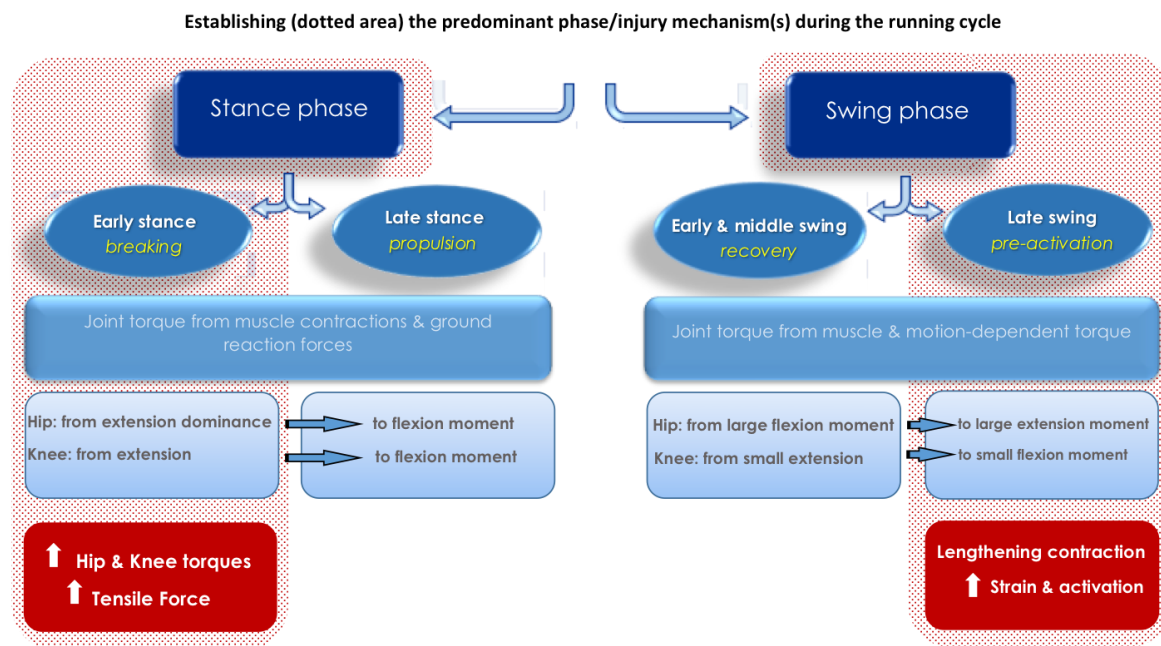 Establishing (dotted area) the predominant phase/injury mechanism(s) during the running cycle
Stance phase
Swing phase
Early stance
breaking
Late stance
propulsion
Early & middle swing
recovery
Late swing
pre-activation
Joint torque from muscle contractions & ground
reaction forces
Joint torque from muscle & motion-dependent torque
Hip: from extension dominance
to flexion moment
Knee: from extension
to flexion moment
Hip: from large flexion moment
to large extension moment
Knee: from small extension
to small flexion moment
Hip & Knee torques
Tensile Force
Lengthening contraction
Strain & activation